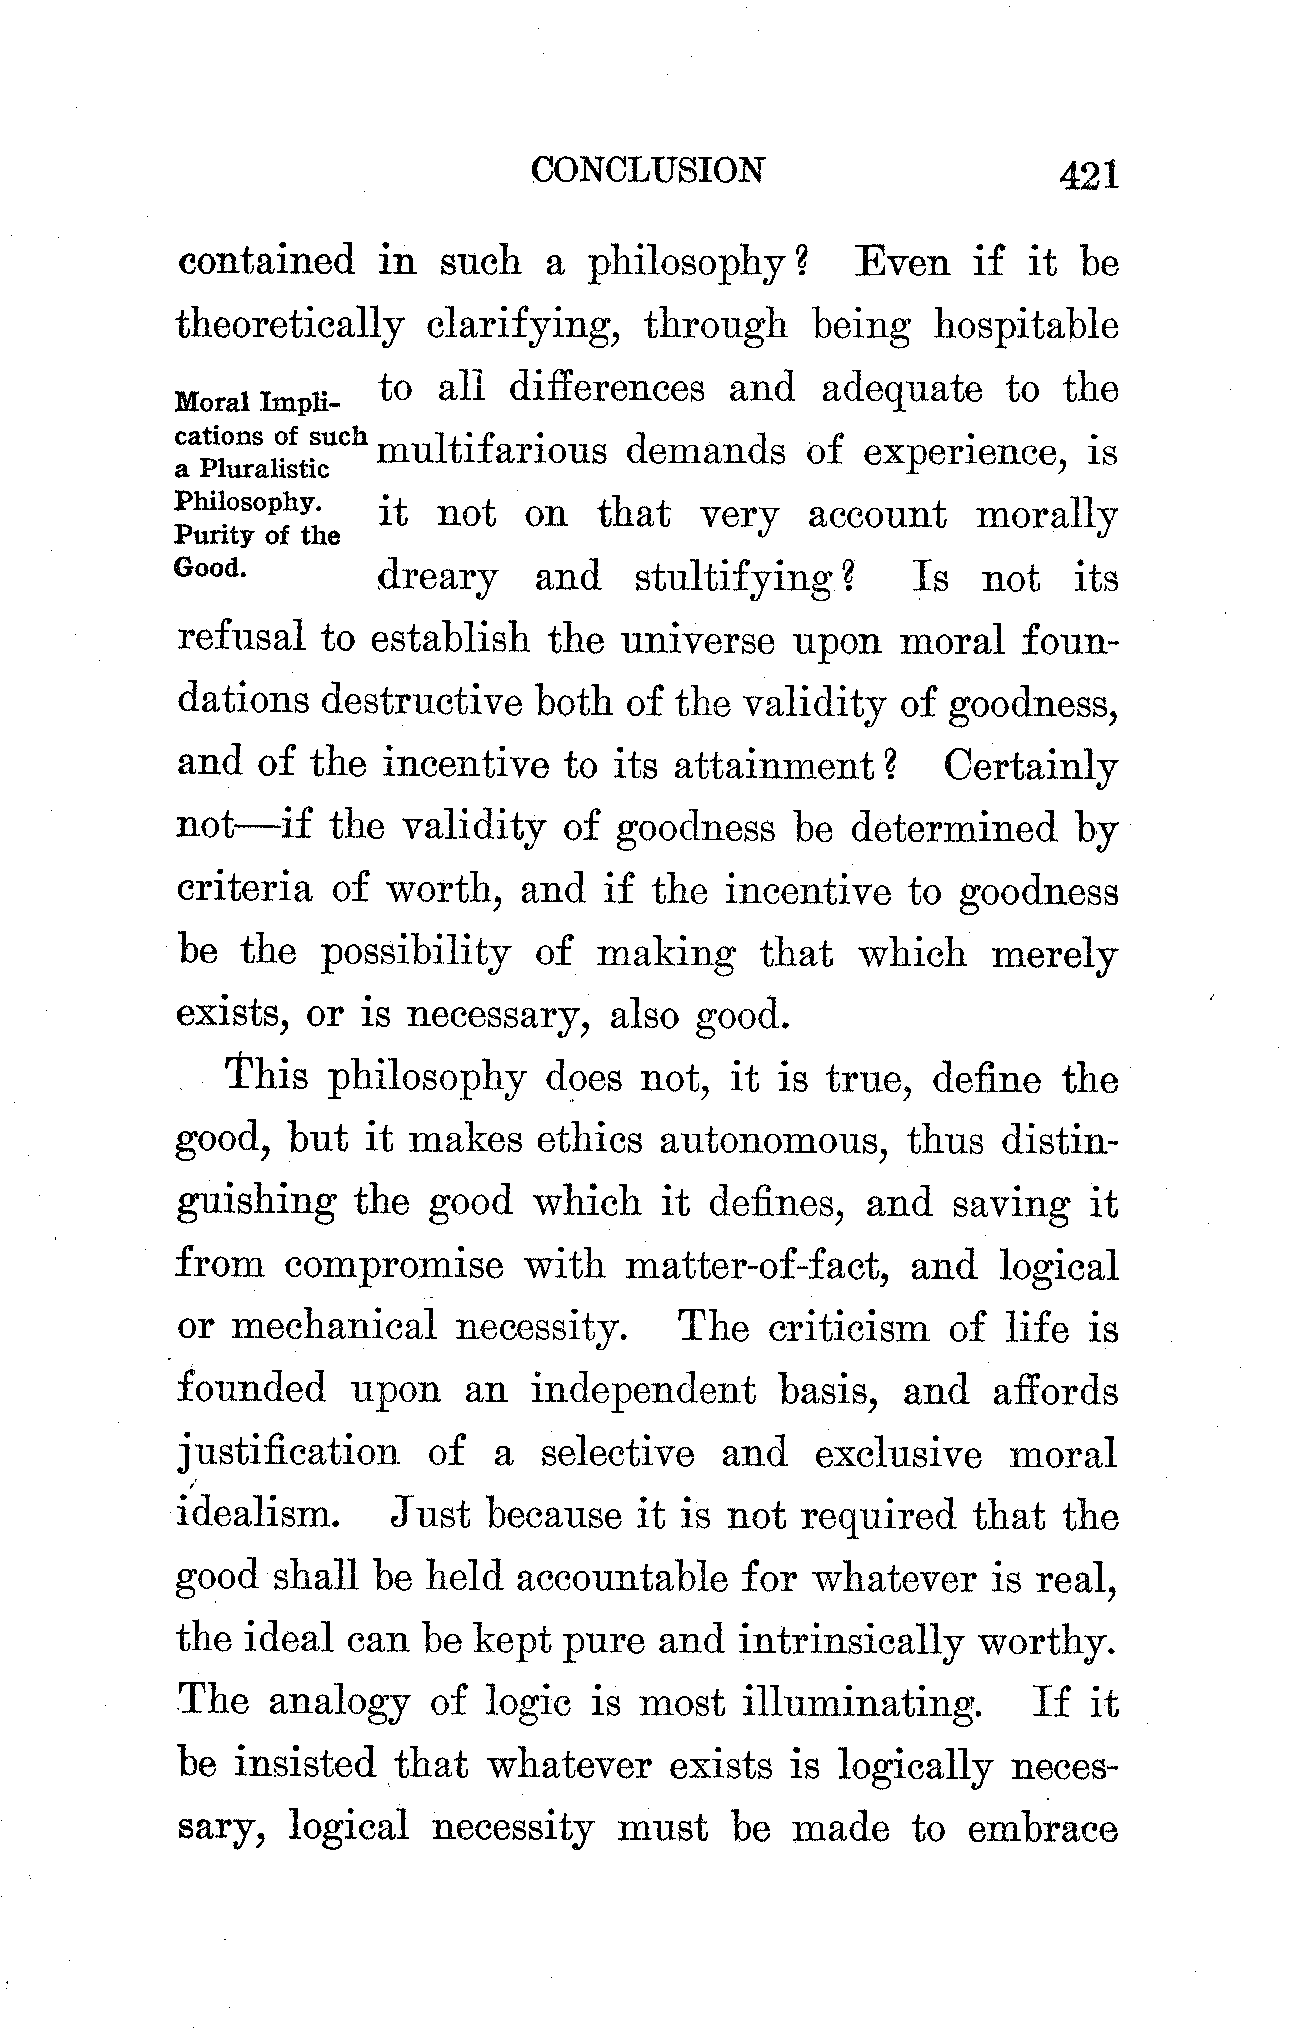 CONCLUSION 421
contained in such a philosophy? Even if it be
theoretically clarifying, through being hospitable
Moral Impli-
cations of such
a Pluralistic
Philosophy.
Purity of the
Good.
to all differences and adequate to the
multifarious demands of experience, is
it not on that very account morally
dreary and stultifying? Is not its
refusal to establish the universe upon moral foun-
dations destructive both of the validity of goodness,
and of the incentive to its attainment? Certainly
not—if the validity of goodness be determined by
criteria of worth, and if the incentive to goodness
be the possibility of making that which merely
exists, or is necessary, also good.
This philosophy does not, it is true, define the
good, but it makes ethics autonomous, thus distin-
guishing the good which it defines, and saving it
from compromise with matter-of-fact, and logical
or mechanical necessity. The criticism of life is
founded upon an independent basis, and affords
justification of a selective and exclusive moral
idealism. Just because it is not required that the
good shall be held accountable for whatever is real,
the ideal can be kept pure and intrinsically worthy.
The analogy of logic is most illuminating. If it
be insisted that whatever exists is logically neces-
sary, logical necessity must be made to embrace